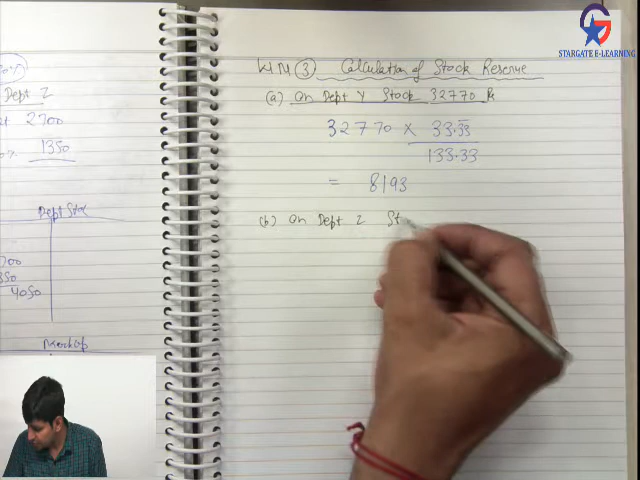 STARGATE E-LEARNING
Dept Z
2700
1350
Dept Stock
4050
Markup
WN ③ Calculation of Stock Reserve
(a) On Dept Y Stock 32770 R
32770 × 33.33
133.33
= 8193
(b) On Dept Z St